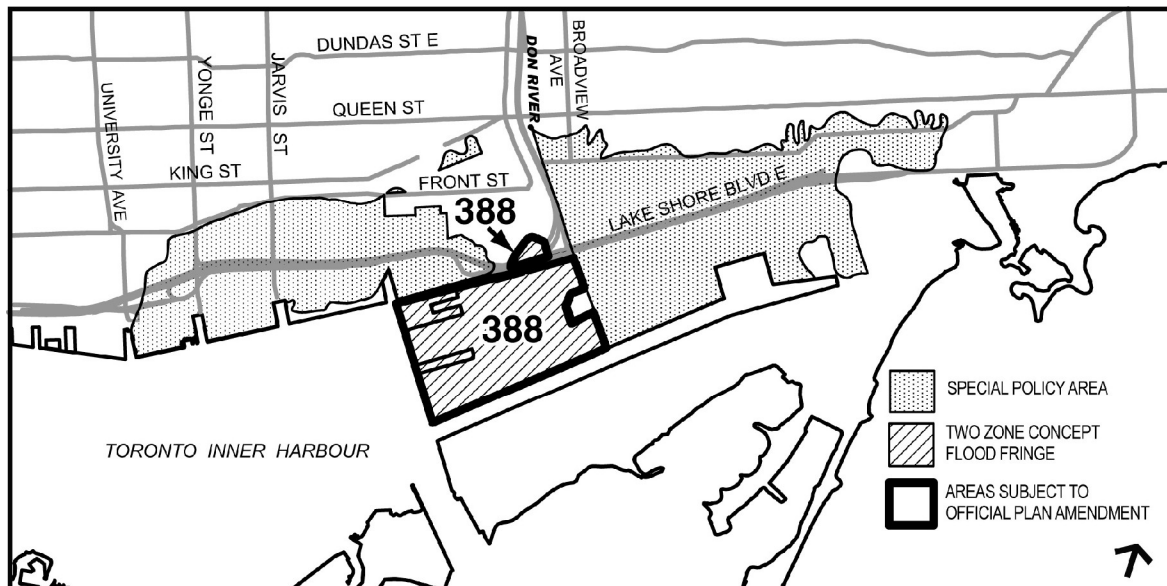 DUNDAS ST E
DON RIVER
BROADVIEW
AVE
UNIVERSITY AVE
YONGE ST
JARVIS ST
QUEEN ST
KING ST
FRONT ST
388
LAKE SHORE BLVD E
388
TORONTO INNER HARBOUR
SPECIAL POLICY AREA
TWO ZONE CONCEPT
FLOOD FRINGE
AREAS SUBJECT TO
OFFICIAL PLAN AMENDMENT